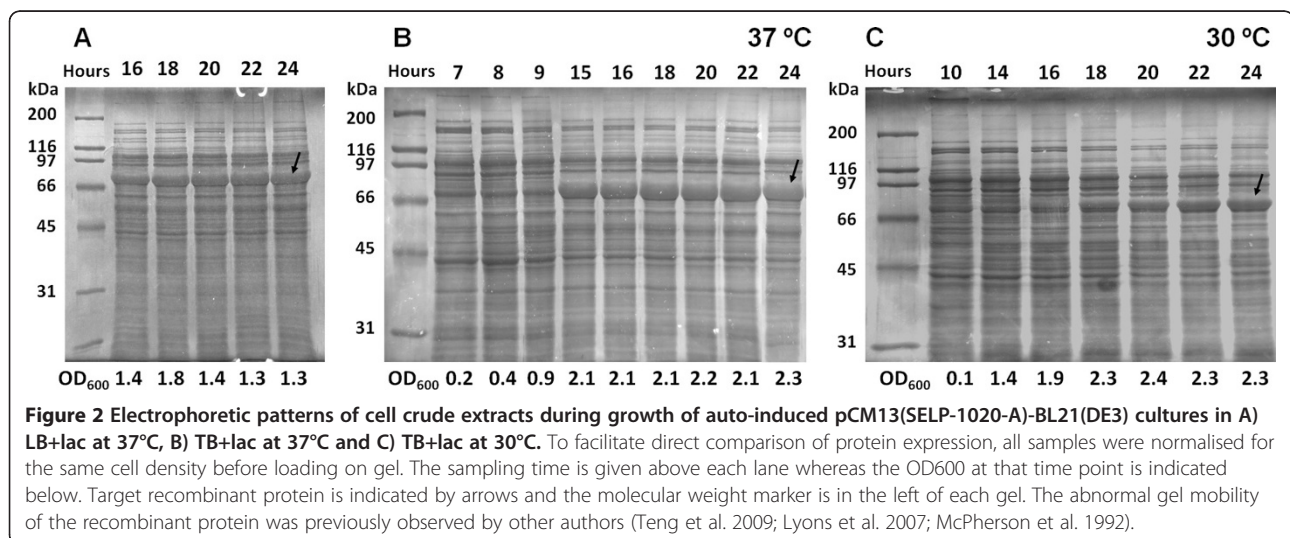 A
Hours 16 18 20 22 24
kDa
200
116
97
66
45
31
OD600 1.4 1.8 1.4 1.3 1.3
B 37 ºC
Hours 7 8 9 15 16 18 20 22 24
kDa
200
116
97
66
45
31
OD600 0.2 0.4 0.9 2.1 2.1 2.1 2.2 2.1 2.3
C 30 ºC
Hours 10 14 16 18 20 22 24
kDa
200
116
97
66
45
31
OD600 0.1 1.4 1.9 2.3 2.4 2.3 2.3
Figure 2 Electrophoretic patterns of cell crude extracts during growth of auto-induced pCM13(SELP-1020-A)-BL21(DE3) cultures in A)
LB+lac at 37°C, B) TB+lac at 37°C and C) TB+lac at 30°C. To facilitate direct comparison of protein expression, all samples were normalised for
the same cell density before loading on gel. The sampling time is given above each lane whereas the OD600 at that time point is indicated
below. Target recombinant protein is indicated by arrows and the molecular weight marker is in the left of each gel. The abnormal gel mobility
of the recombinant protein was previously observed by other authors (Teng et al. 2009; Lyons et al. 2007; McPherson et al. 1992).